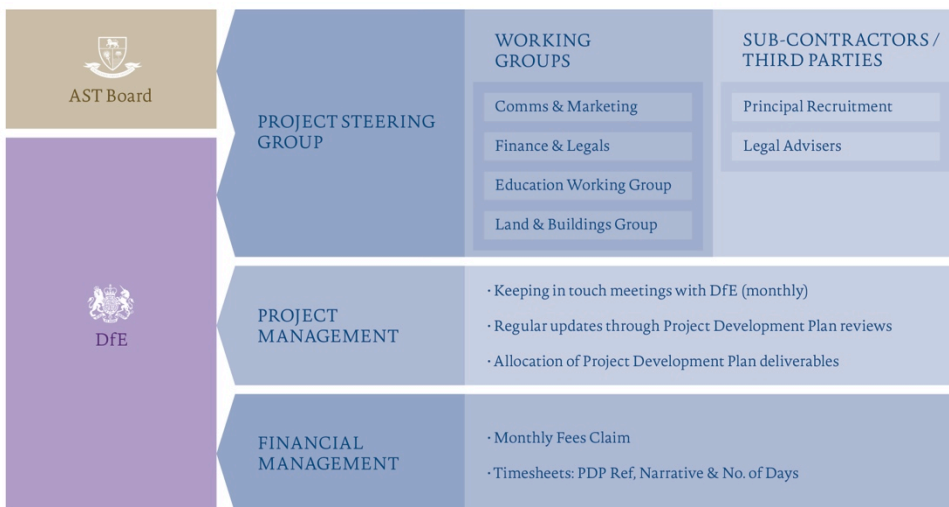 AST Board
DfE
PROJECT STEERING
GROUP
WORKING
GROUPS
Comms & Marketing
Finance & Legals
Education Working Group
Land & Buildings Group
SUB-CONTRACTORS /
THIRD PARTIES
Principal Recruitment
Legal Advisers
PROJECT
MANAGEMENT
· Keeping in touch meetings with DfE (monthly)
· Regular updates through Project Development Plan reviews
· Allocation of Project Development Plan deliverables
FINANCIAL
MANAGEMENT
· Monthly Fees Claim
· Timesheets: PDP Ref, Narrative & No. of Days